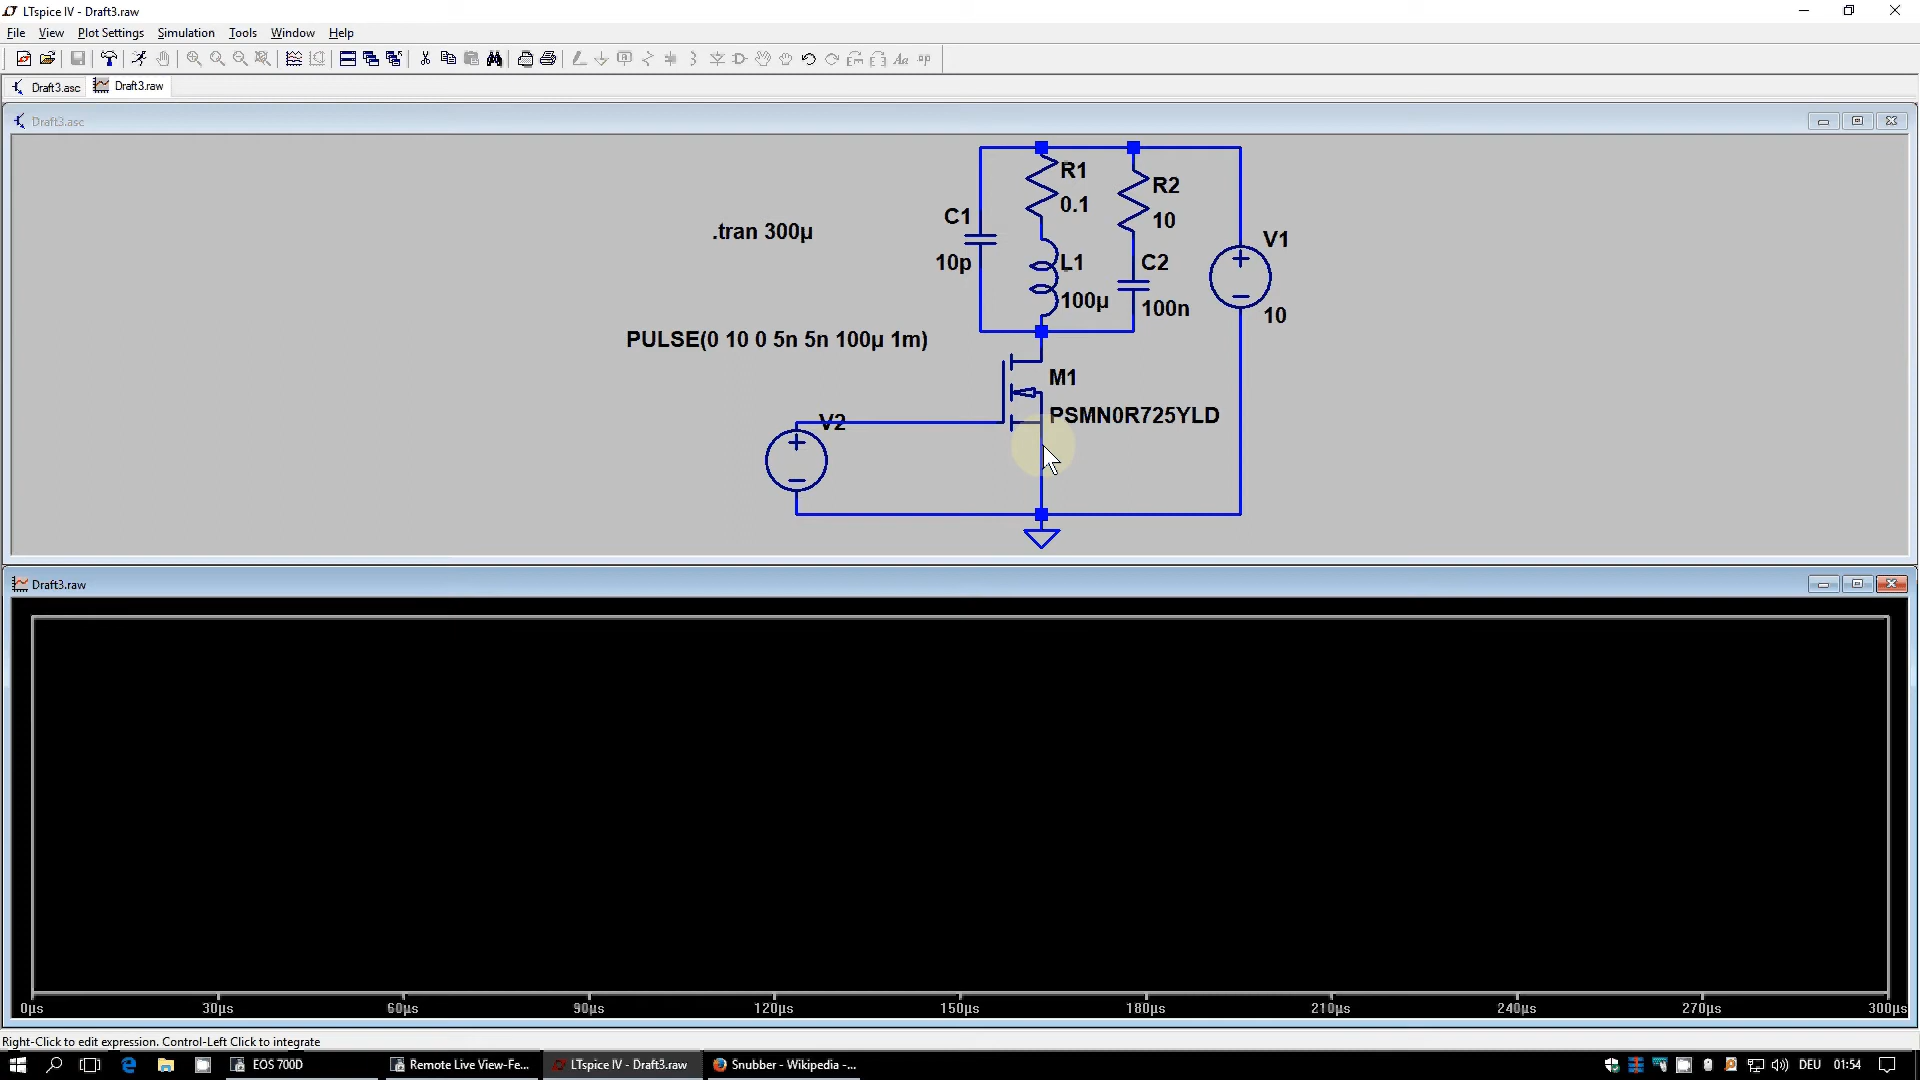 LTspice IV - Draft3.raw
File View Plot Settings Simulation Tools Window Help
Draft3.asc Draft3.raw
Draft3.asc
R1
0.1
R2
10
C1
10p
L1
100µ
C2
100n
V1
10
.tran 300µ
PULSE(0 10 0 5n 5n 100µ 1m)
M1
PSMN0R725YLD
V2
Draft3.raw
0µs 30µs 60µs 90µs 120µs 150µs 180µs 210µs 240µs 270µs 300µs
Right-Click to edit expression. Control-Left Click to integrate
EOS 700D Remote Live View-Fe... LTspice IV - Draft3.raw Snubber - Wikipedia -... DEU 01:54